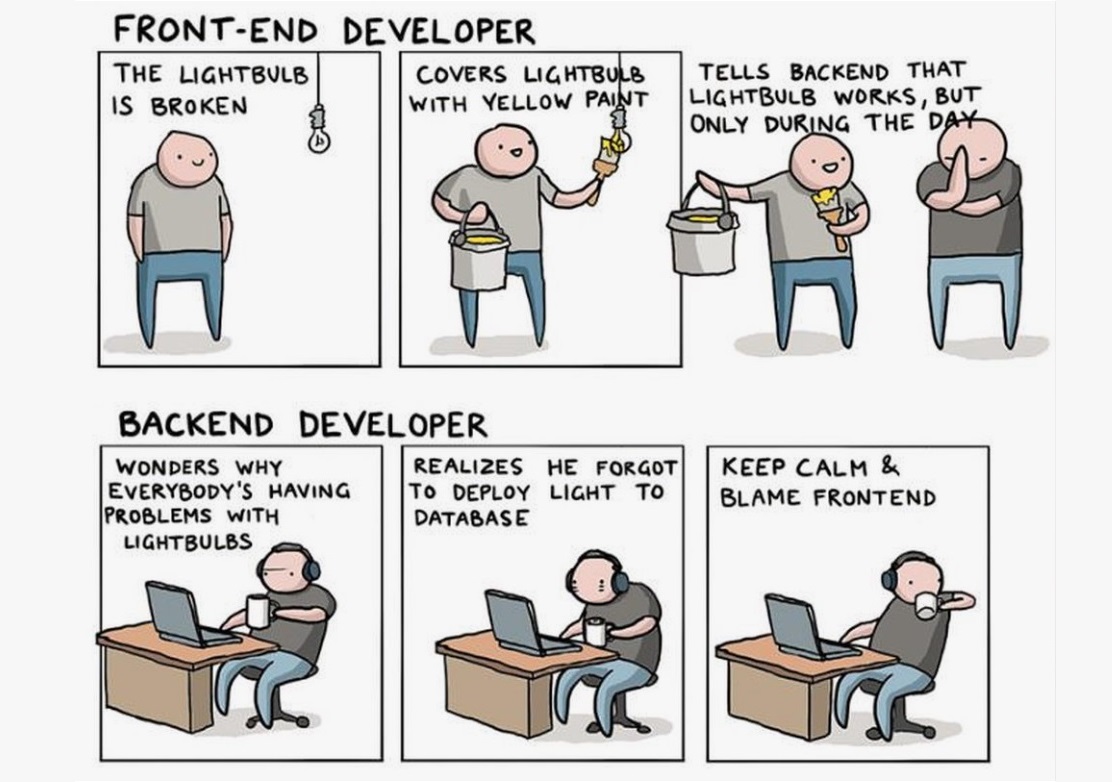 FRONT-END DEVELOPER
THE LIGHTBULB
IS BROKEN
COVERS LIGHTBULB
WITH YELLOW PAINT
TELLS BACKEND THAT
LIGHTBULB WORKS, BUT
ONLY DURING THE DAY
BACKEND DEVELOPER
WONDERS WHY
EVERYBODY'S HAVING
PROBLEMS WITH
LIGHTBULBS
REALIZES HE FORGOT
TO DEPLOY LIGHT TO
DATABASE
KEEP CALM &
BLAME FRONTEND